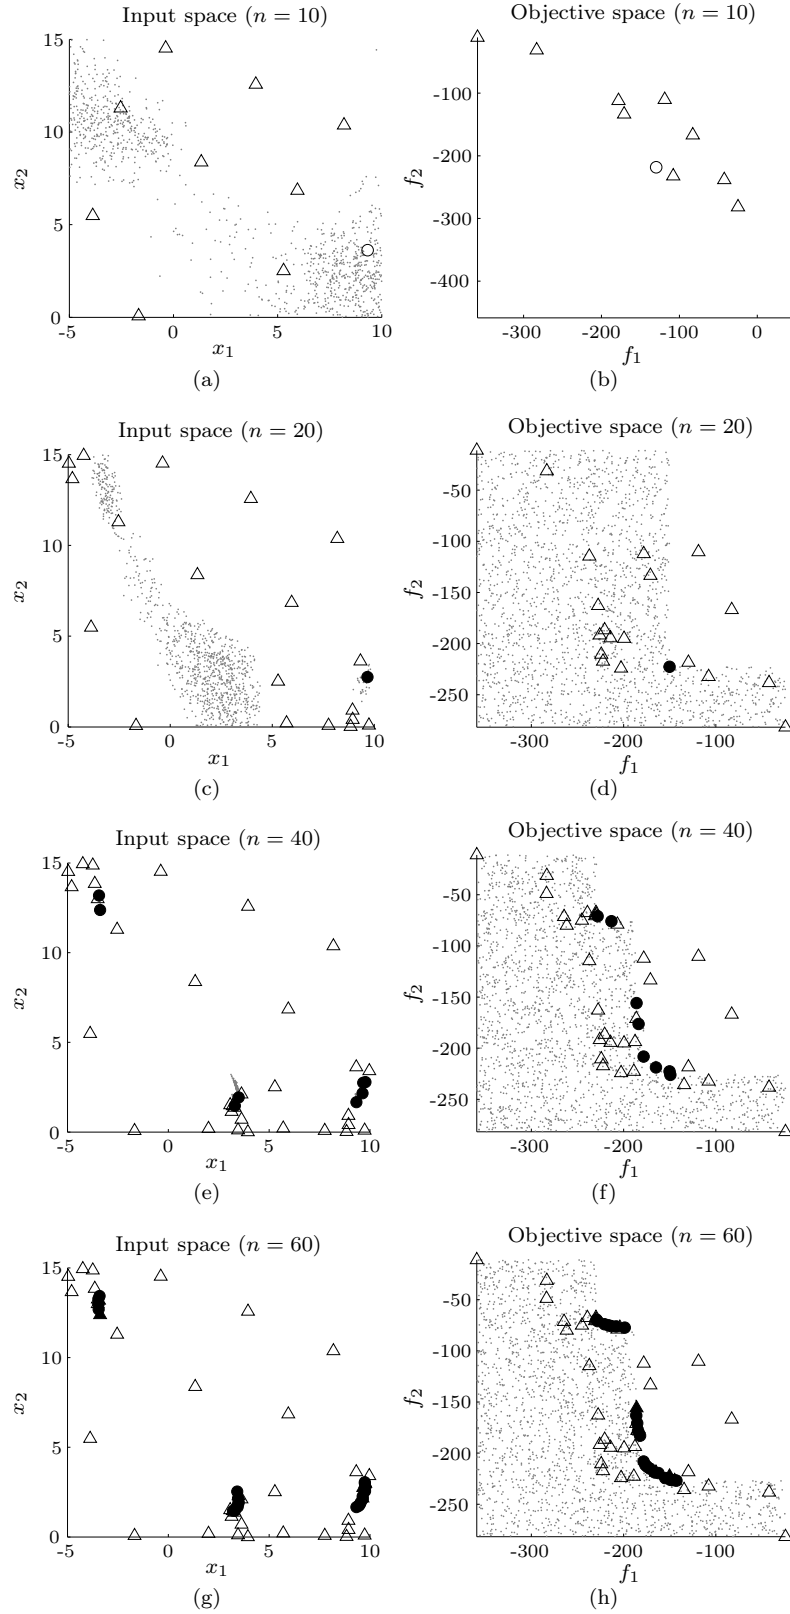 Input space (n = 10)
Objective space (n = 10)
15
10
5
0
x2
-5
0
5
10
x1
(a)
-100
-200
-300
-400
f2
-300
-200
-100
0
f1
(b)
Input space (n = 20)
Objective space (n = 20)
15
10
5
0
x2
-5
0
5
10
x1
(c)
-50
-100
-150
-200
-250
f2
-300
-200
-100
f1
(d)
Input space (n = 40)
Objective space (n = 40)
15
10
5
0
x2
-5
0
5
10
x1
(e)
-50
-100
-150
-200
-250
f2
-300
-200
-100
f1
(f)
Input space (n = 60)
Objective space (n = 60)
15
10
5
0
x2
-5
0
5
10
x1
(g)
-50
-100
-150
-200
-250
f2
-300
-200
-100
f1
(h)